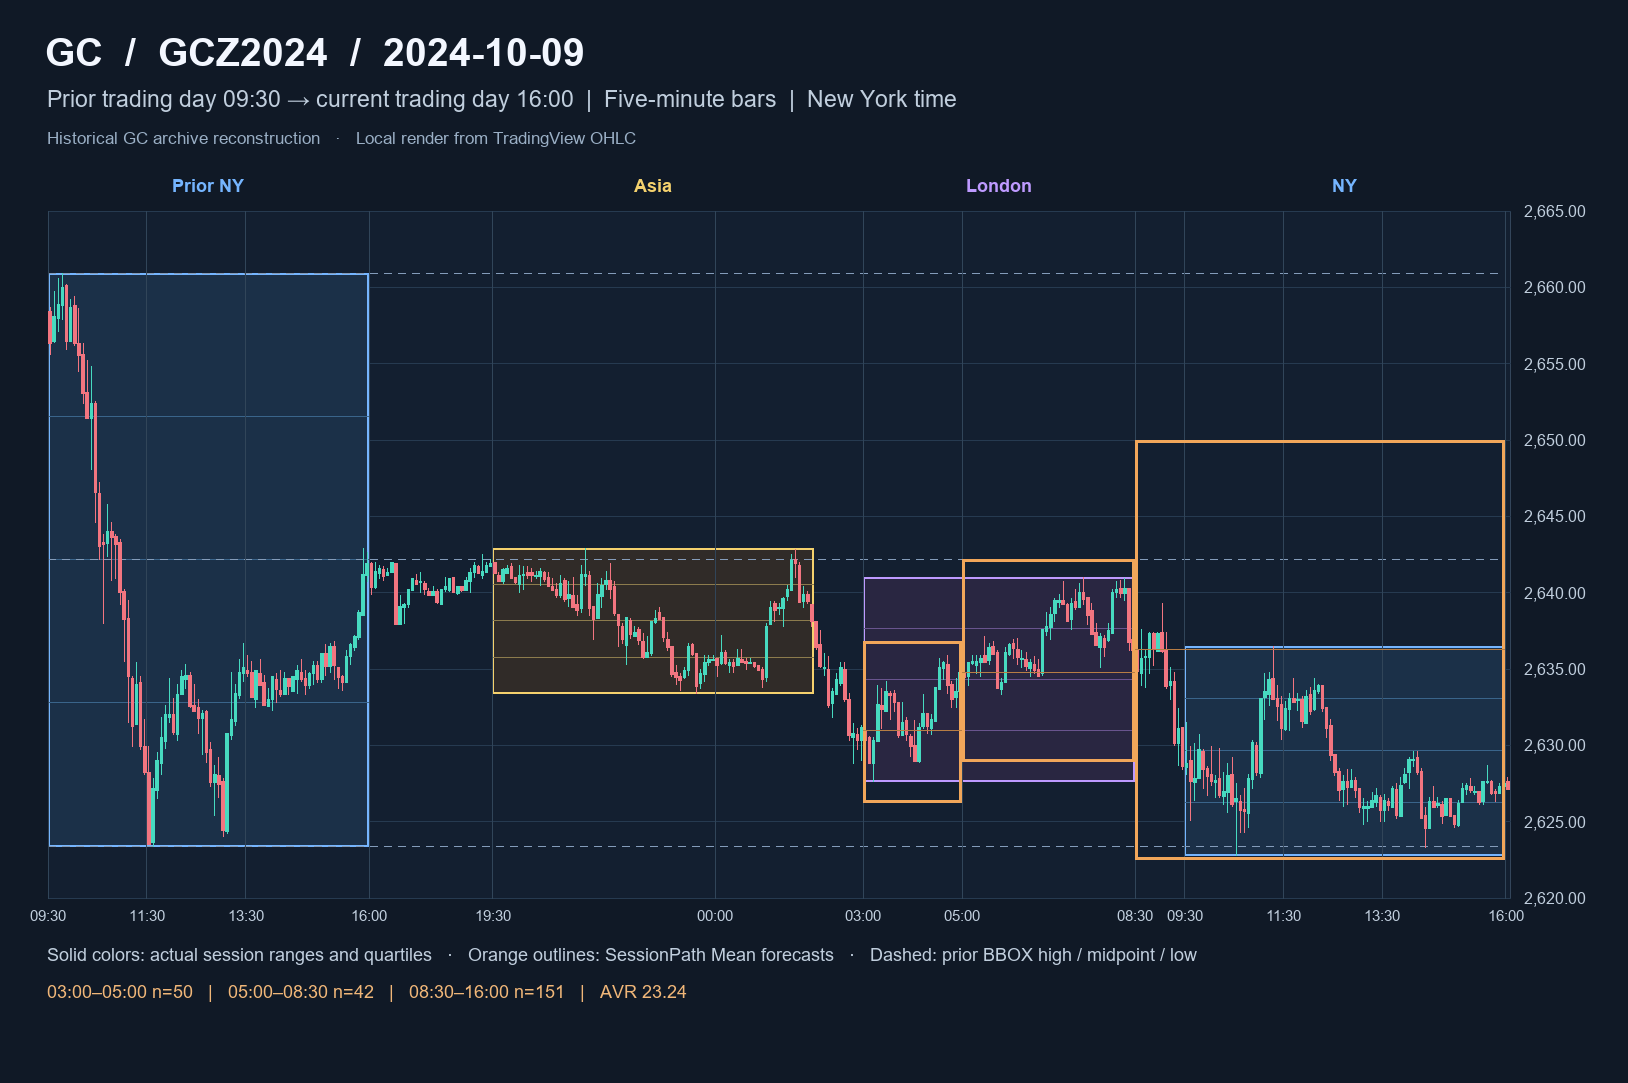 GC / GCZ2024 / 2024-10-09
Prior trading day 09:30 → current trading day 16:00 | Five-minute bars | New York time
Historical GC archive reconstruction · Local render from TradingView OHLC
Prior NY Asia London NY
2,665.00
2,660.00
2,655.00
2,650.00
2,645.00
2,640.00
2,635.00
2,630.00
2,625.00
2,620.00
09:30 11:30 13:30 16:00 19:30 00:00 03:00 05:00 08:30 09:30 11:30 13:30 16:00
Solid colors: actual session ranges and quartiles · Orange outlines: SessionPath Mean forecasts · Dashed: prior BBOX high / midpoint / low
03:00–05:00 n=50 | 05:00–08:30 n=42 | 08:30–16:00 n=151 | AVR 23.24